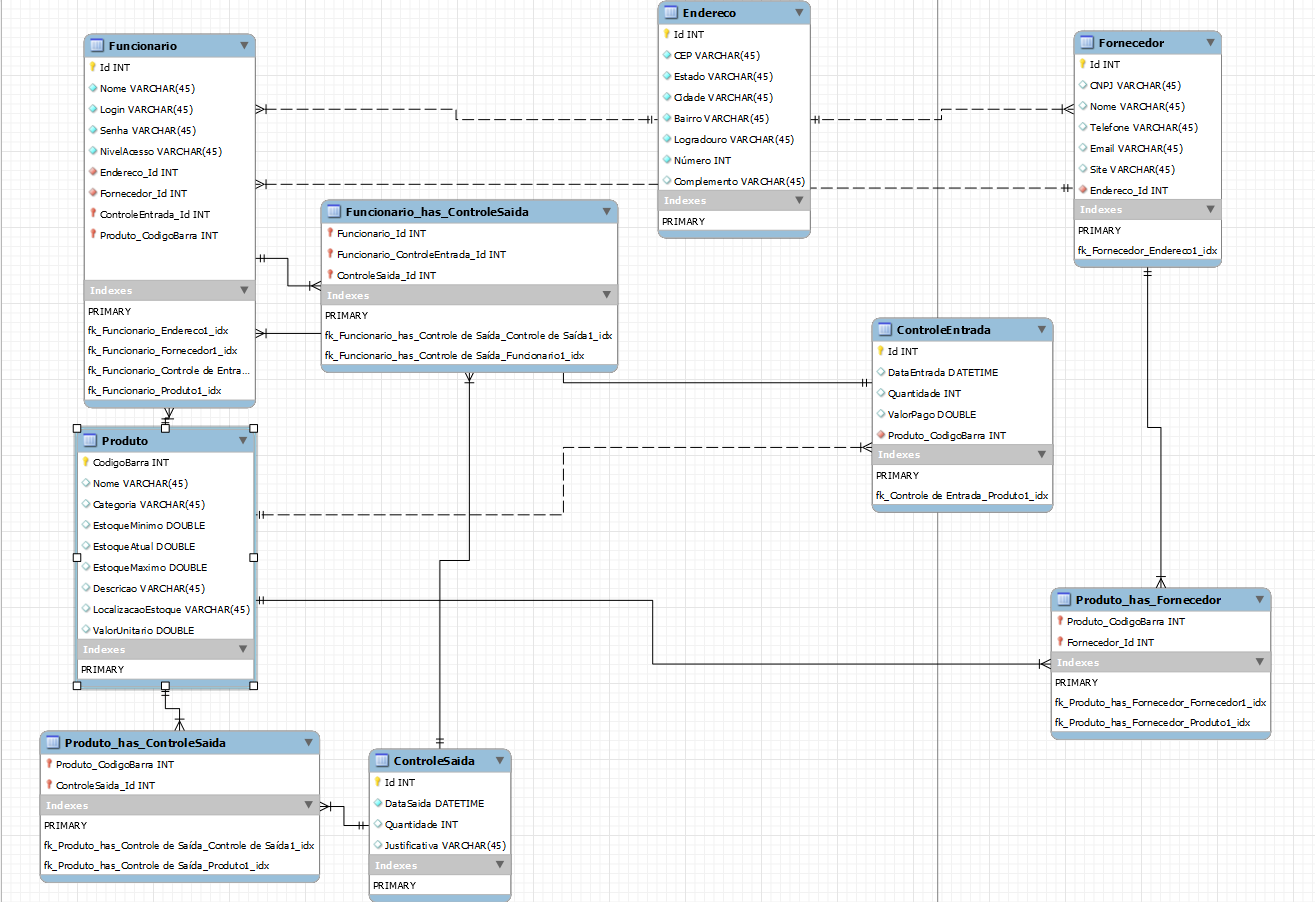 Funcionario
Id INT
Nome VARCHAR(45)
Login VARCHAR(45)
Senha VARCHAR(45)
NivelAcesso VARCHAR(45)
Endereco_Id INT
Fornecedor_Id INT
ControleEntrada_Id INT
Produto_CodigoBarra INT
Indexes
PRIMARY
fk_Funcionario_Endereco1_idx
fk_Funcionario_Fornecedor1_idx
fk_Funcionario_Controle de Entra...
fk_Funcionario_Produto1_idx
Endereco
Id INT
CEP VARCHAR(45)
Estado VARCHAR(45)
Cidade VARCHAR(45)
Bairro VARCHAR(45)
Logradouro VARCHAR(45)
Número INT
Complemento VARCHAR(45)
Indexes
PRIMARY
Fornecedor
Id INT
CNPJ VARCHAR(45)
Nome VARCHAR(45)
Telefone VARCHAR(45)
Email VARCHAR(45)
Site VARCHAR(45)
Endereco_Id INT
Indexes
PRIMARY
fk_Fornecedor_Endereco1_idx
Funcionario_has_ControleSaida
Funcionario_Id INT
Funcionario_ControleEntrada_Id INT
ControleSaida_Id INT
Indexes
PRIMARY
fk_Funcionario_has_Controle de Saída_Controle de Saída1_idx
fk_Funcionario_has_Controle de Saída_Funcionario1_idx
ControleEntrada
Id INT
DataEntrada DATETIME
Quantidade INT
ValorPago DOUBLE
Produto_CodigoBarra INT
Indexes
PRIMARY
fk_Controle de Entrada_Produto1_idx
Produto
CodigoBarra INT
Nome VARCHAR(45)
Categoria VARCHAR(45)
EstoqueMinimo DOUBLE
EstoqueAtual DOUBLE
EstoqueMaximo DOUBLE
Descricao VARCHAR(45)
LocalizacaoEstoque VARCHAR(45)
ValorUnitario DOUBLE
Indexes
PRIMARY
Produto_has_Fornecedor
Produto_CodigoBarra INT
Fornecedor_Id INT
Indexes
PRIMARY
fk_Produto_has_Fornecedor_Fornecedor1_idx
fk_Produto_has_Fornecedor_Produto1_idx
Produto_has_ControleSaida
Produto_CodigoBarra INT
ControleSaida_Id INT
Indexes
PRIMARY
fk_Produto_has_Controle de Saída_Controle de Saída1_idx
fk_Produto_has_Controle de Saída_Produto1_idx
ControleSaida
Id INT
DataSaida DATETIME
Quantidade INT
Justificativa VARCHAR(45)
Indexes
PRIMARY